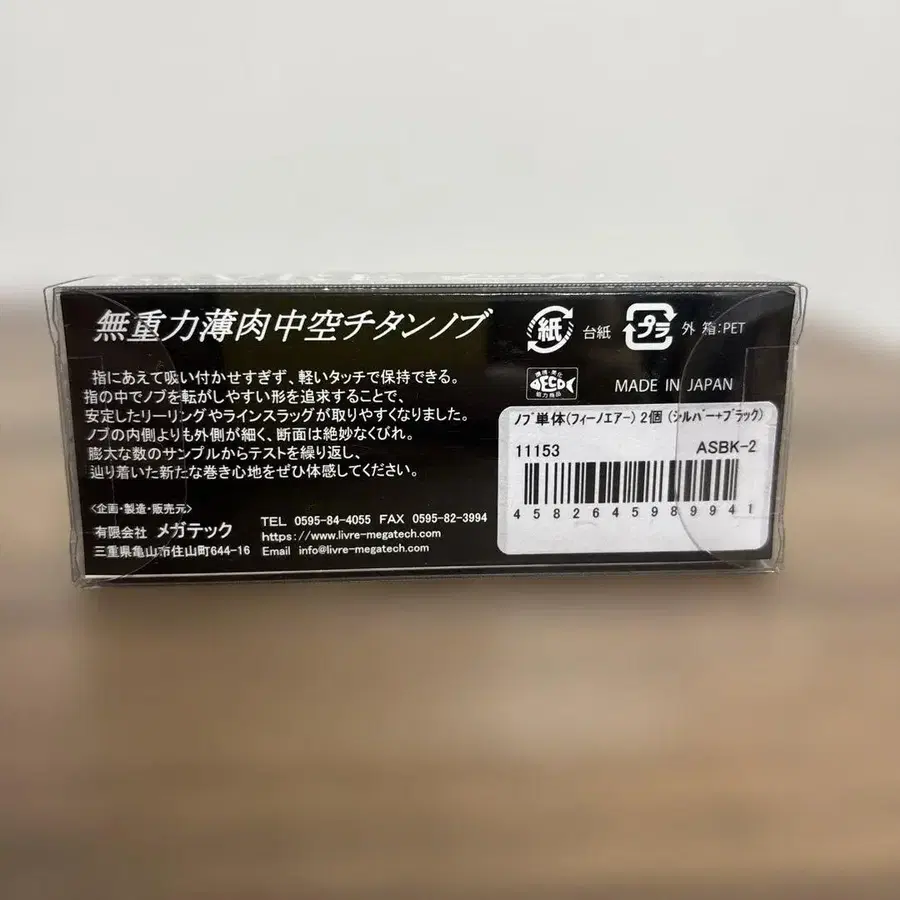 無重力薄肉中空チタンノブ
指にあえて吸い付かせすぎず、軽いタッチで保持できる。
指の中でノブを転がしやすい形を追求することで、
安定したリーリングやラインスラッグが取りやすくなりました。
ノブの内側よりも外側が細く、断面は絶妙なくびれ。
膨大な数のサンプルからテストを繰り返し、
辿り着いた新たな巻き心地をぜひ体感してください。
<企画・製造・販売元>
有限会社 メガテック
三重県亀山市住山町644-16
TEL 0595-84-4055 FAX 0595-82-3994
https://www.livre-megatech.com
Email info@livre-megatech.com
紙 台紙 プラ 外 箱:PET
ECO
MADE IN JAPAN
ノブ単体(フィーノエアー) 2個 (シルバー+ブラック)
11153 ASBK-2
4582645989941